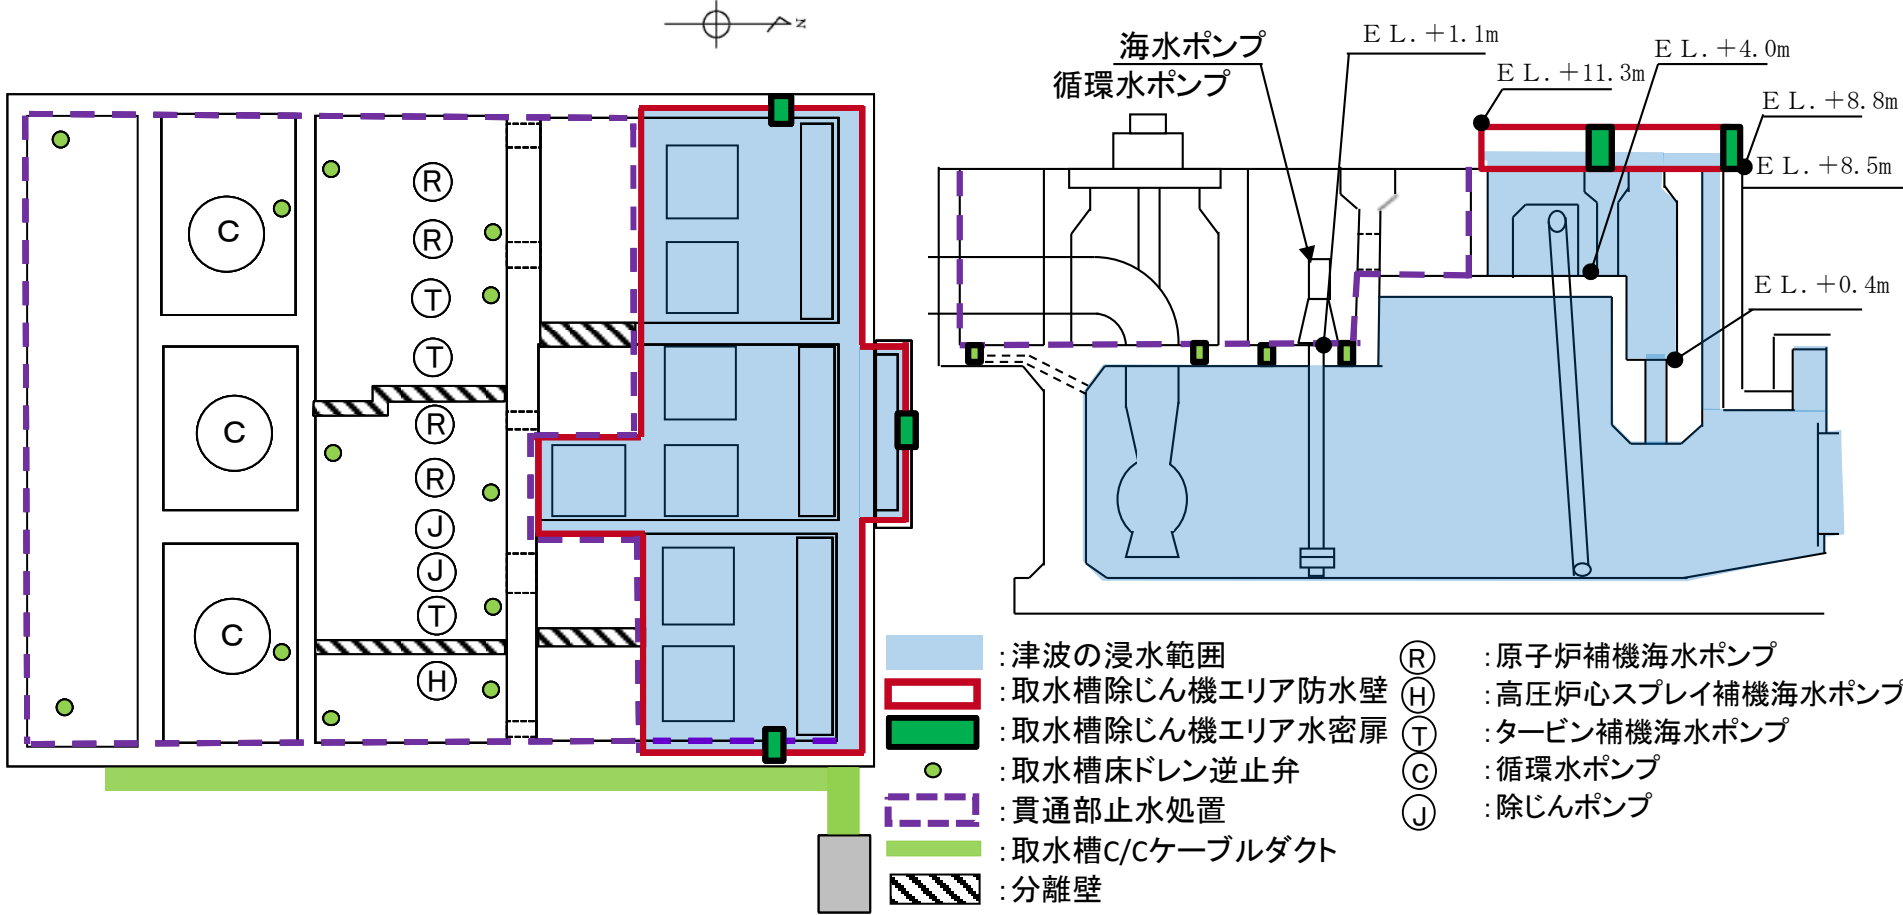 N
海水ポンプ
循環水ポンプ
ＥＬ.＋1.1m
ＥＬ.＋11.3m
ＥＬ.＋4.0m
ＥＬ.＋8.8m
ＥＬ.＋8.5m
ＥＬ.＋0.4m
C
C
C
R
R
T
T
R
R
J
J
T
H
：津波の浸水範囲
：取水槽除じん機エリア防水壁
：取水槽除じん機エリア水密扉
：取水槽床ドレン逆止弁
：貫通部止水処置
：取水槽C/Cケーブルダクト
：分離壁
R ：原子炉補機海水ポンプ
H ：高圧炉心スプレイ補機海水ポンプ
T ：タービン補機海水ポンプ
C ：循環水ポンプ
J ：除じんポンプ